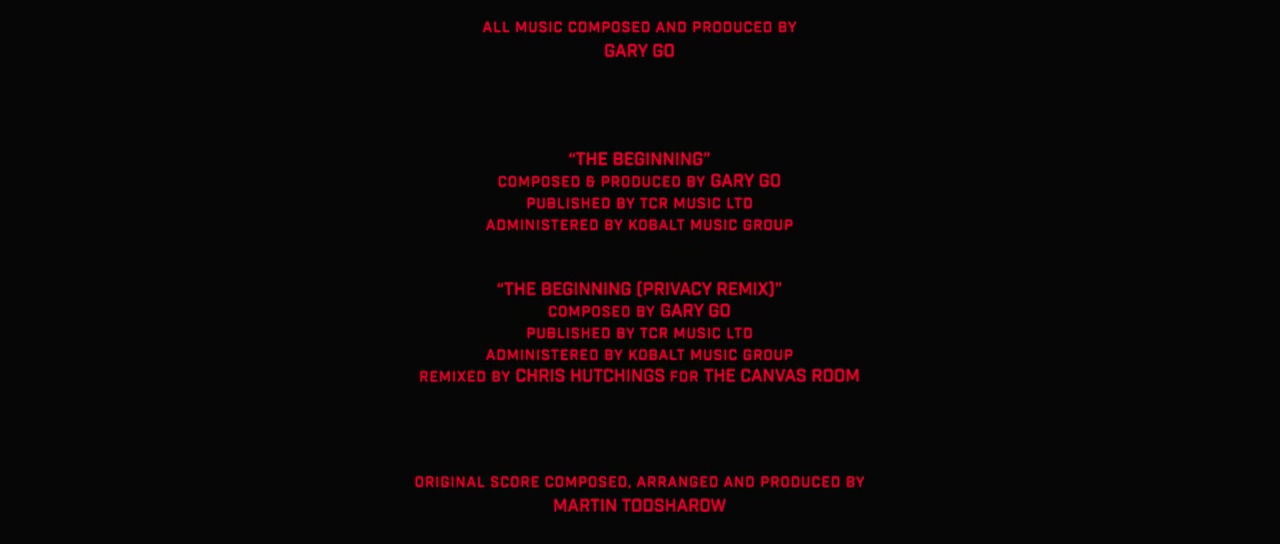 ALL MUSIC COMPOSED AND PRODUCED BY
GARY GO
“THE BEGINNING”
COMPOSED & PRODUCED BY GARY GO
PUBLISHED BY TCR MUSIC LTD
ADMINISTERED BY KOBALT MUSIC GROUP
“THE BEGINNING (PRIVACY REMIX)”
COMPOSED BY GARY GO
PUBLISHED BY TCR MUSIC LTD
ADMINISTERED BY KOBALT MUSIC GROUP
REMIXED BY CHRIS HUTCHINGS FOR THE CANVAS ROOM
ORIGINAL SCORE COMPOSED, ARRANGED AND PRODUCED BY
MARTIN TODSHAROW